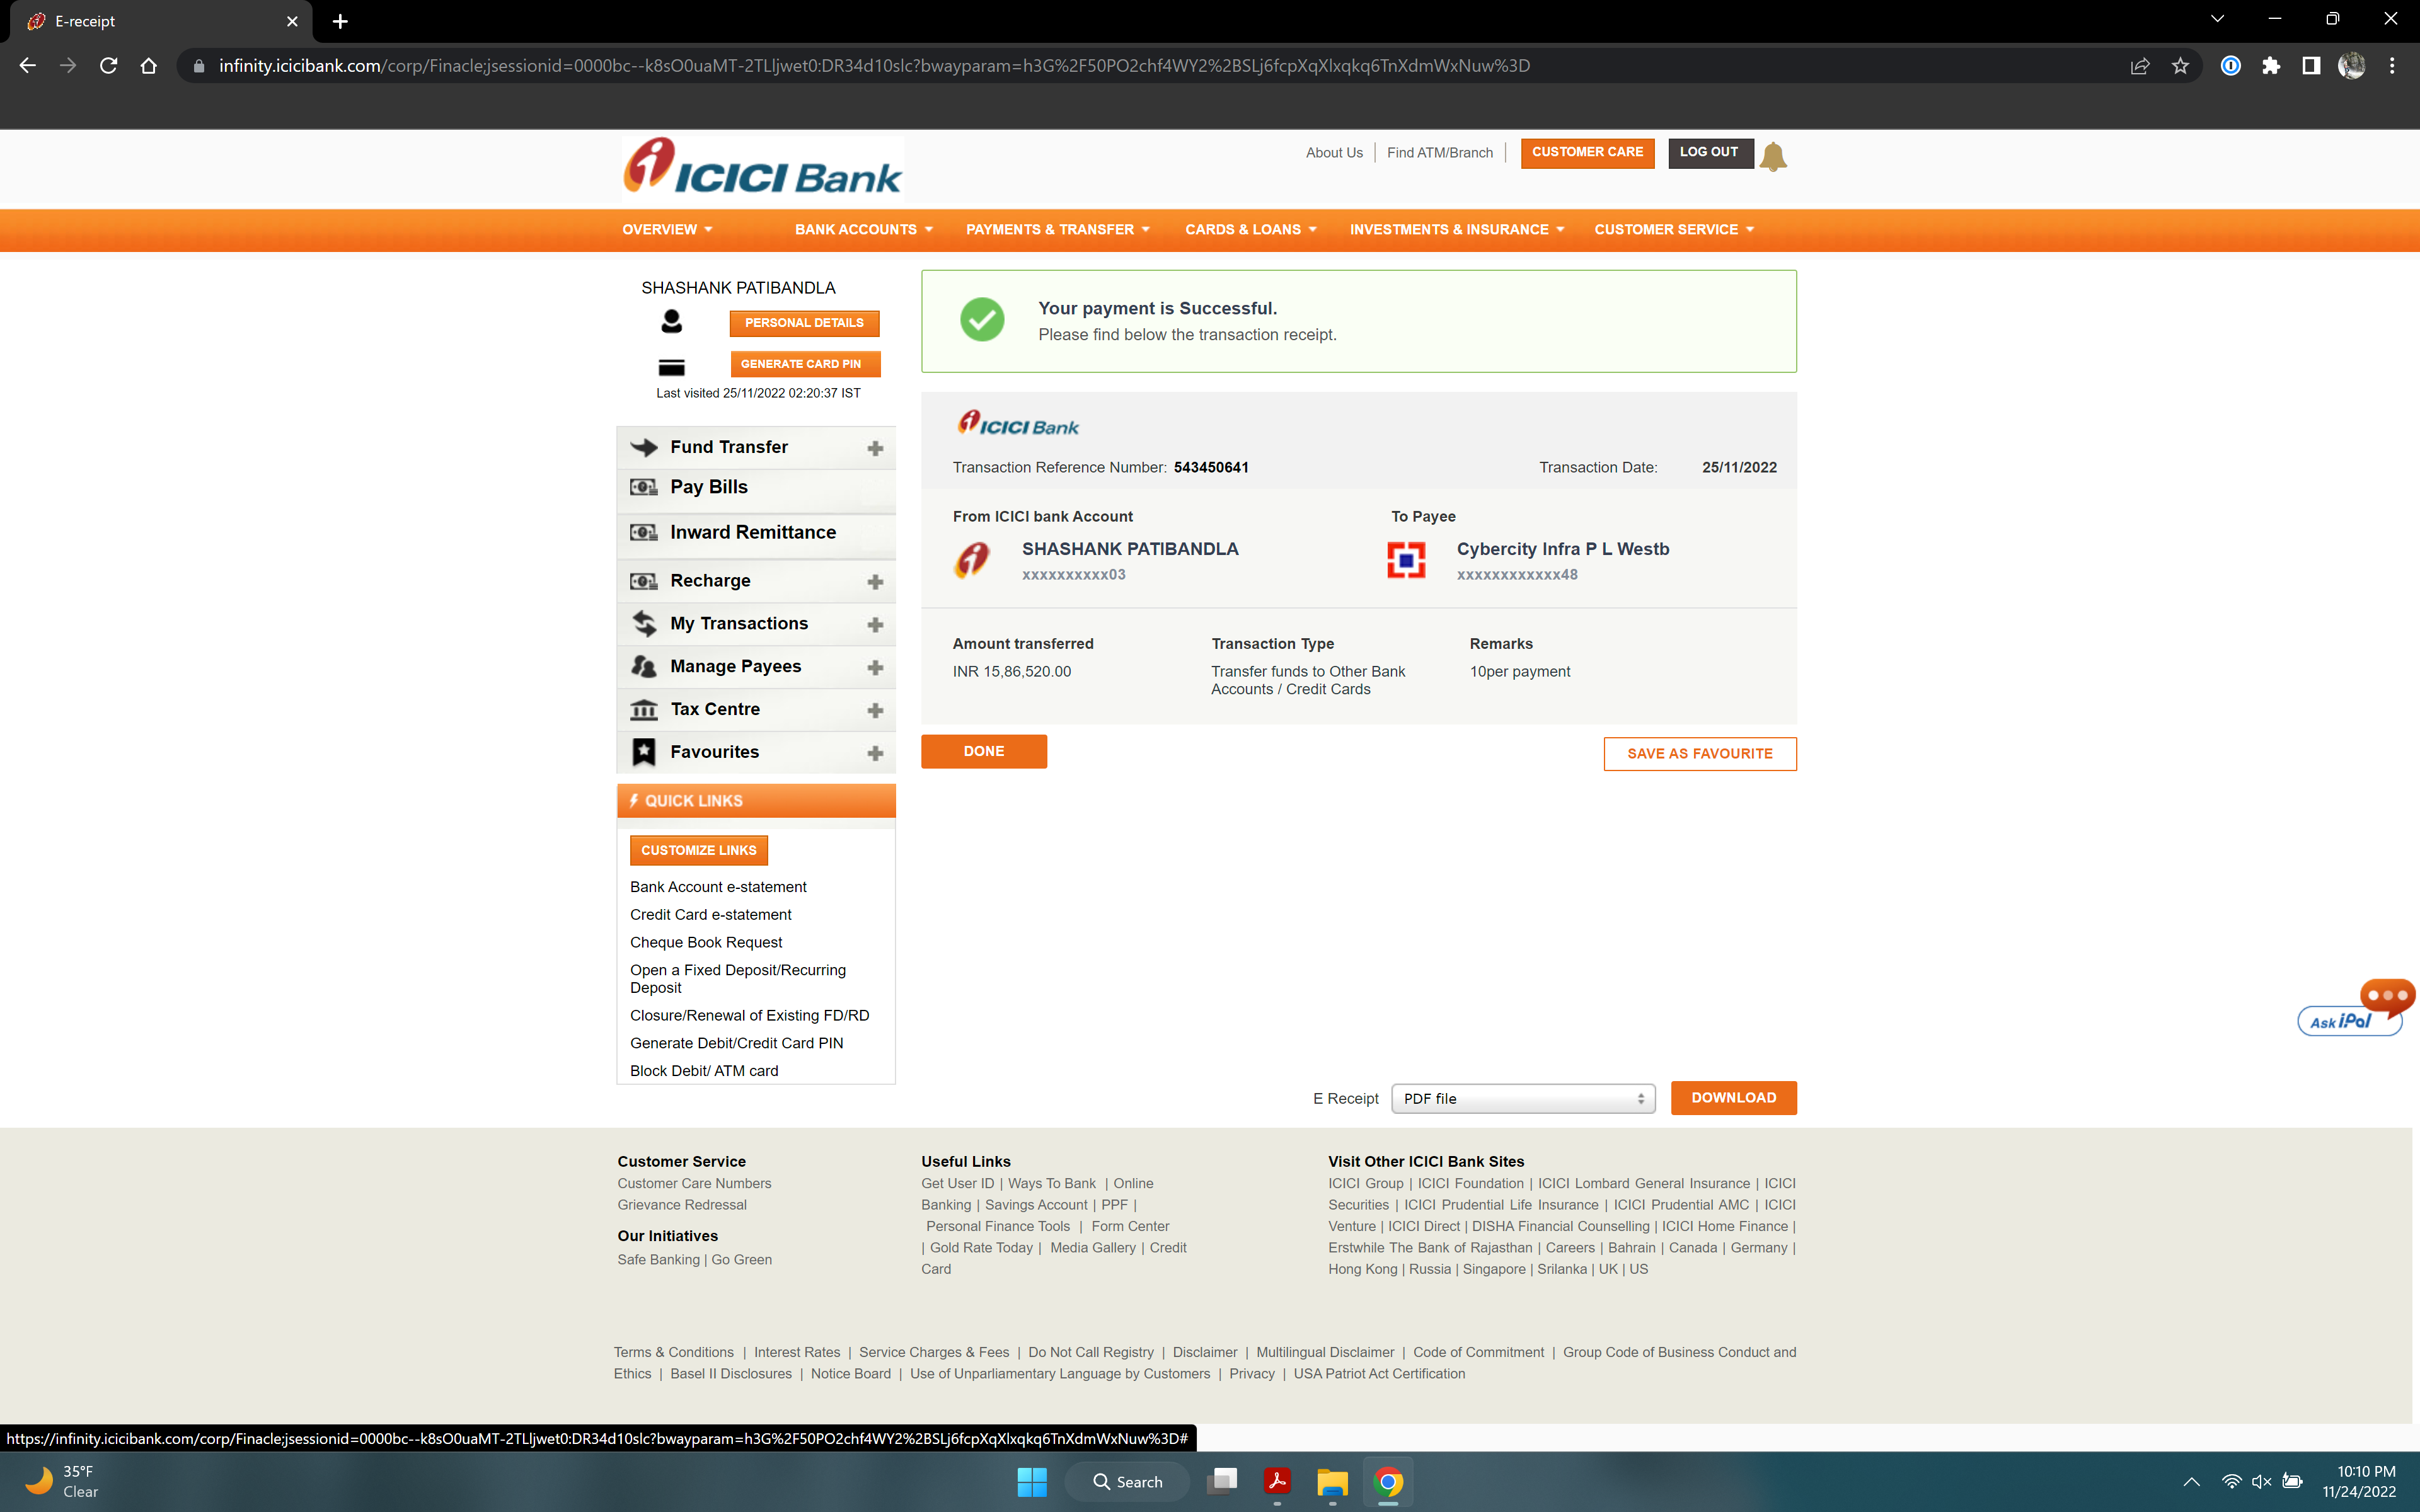 E-receipt
infinity.icicibank.com/corp/Finacle;jsessionid=0000bc--k8sO0uaMT-2TLljwet0:DR34d10slc?bwayparam=h3G%2F50PO2chf4WY2%2BSLj6fcpXqXlxqkq6TnXdmWxNuw%3D
ICICI Bank
About Us
Find ATM/Branch
CUSTOMER CARE
LOG OUT
OVERVIEW
BANK ACCOUNTS
PAYMENTS & TRANSFER
CARDS & LOANS
INVESTMENTS & INSURANCE
CUSTOMER SERVICE
SHASHANK PATIBANDLA
PERSONAL DETAILS
GENERATE CARD PIN
Last visited 25/11/2022 02:20:37 IST
Fund Transfer
Pay Bills
Inward Remittance
Recharge
My Transactions
Manage Payees
Tax Centre
Favourites
QUICK LINKS
CUSTOMIZE LINKS
Bank Account e-statement
Credit Card e-statement
Cheque Book Request
Open a Fixed Deposit/Recurring
Deposit
Closure/Renewal of Existing FD/RD
Generate Debit/Credit Card PIN
Block Debit/ ATM card
Your payment is Successful.
Please find below the transaction receipt.
ICICI Bank
Transaction Reference Number: 543450641
Transaction Date: 25/11/2022
From ICICI bank Account
SHASHANK PATIBANDLA
xxxxxxxxxx03
To Payee
Cybercity Infra P L Westb
xxxxxxxxxxxx48
Amount transferred
INR 15,86,520.00
Transaction Type
Transfer funds to Other Bank
Accounts / Credit Cards
Remarks
10per payment
DONE
SAVE AS FAVOURITE
Ask iPal
E Receipt
PDF file
DOWNLOAD
Customer Service
Customer Care Numbers
Grievance Redressal
Our Initiatives
Safe Banking | Go Green
Useful Links
Get User ID | Ways To Bank | Online
Banking | Savings Account | PPF |
Personal Finance Tools | Form Center
| Gold Rate Today | Media Gallery | Credit
Card
Visit Other ICICI Bank Sites
ICICI Group | ICICI Foundation | ICICI Lombard General Insurance | ICICI
Securities | ICICI Prudential Life Insurance | ICICI Prudential AMC | ICICI
Venture | ICICI Direct | DISHA Financial Counselling | ICICI Home Finance |
Erstwhile The Bank of Rajasthan | Careers | Bahrain | Canada | Germany |
Hong Kong | Russia | Singapore | Srilanka | UK | US
Terms & Conditions | Interest Rates | Service Charges & Fees | Do Not Call Registry | Disclaimer | Multilingual Disclaimer | Code of Commitment | Group Code of Business Conduct and
Ethics | Basel II Disclosures | Notice Board | Use of Unparliamentary Language by Customers | Privacy | USA Patriot Act Certification
https://infinity.icicibank.com/corp/Finacle;jsessionid=0000bc--k8sO0uaMT-2TLljwet0:DR34d10slc?bwayparam=h3G%2F50PO2chf4WY2%2BSLj6fcpXqXlxqkq6TnXdmWxNuw%3D#
35°F
Clear
Search
10:10 PM
11/24/2022